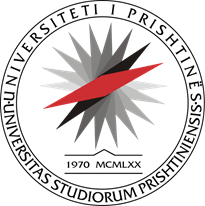 UNIVERSITETI I PRISHTINËS
UNIVERSITAS STUDIORUM PRISHTINIENSIS
1970 MCMLXX